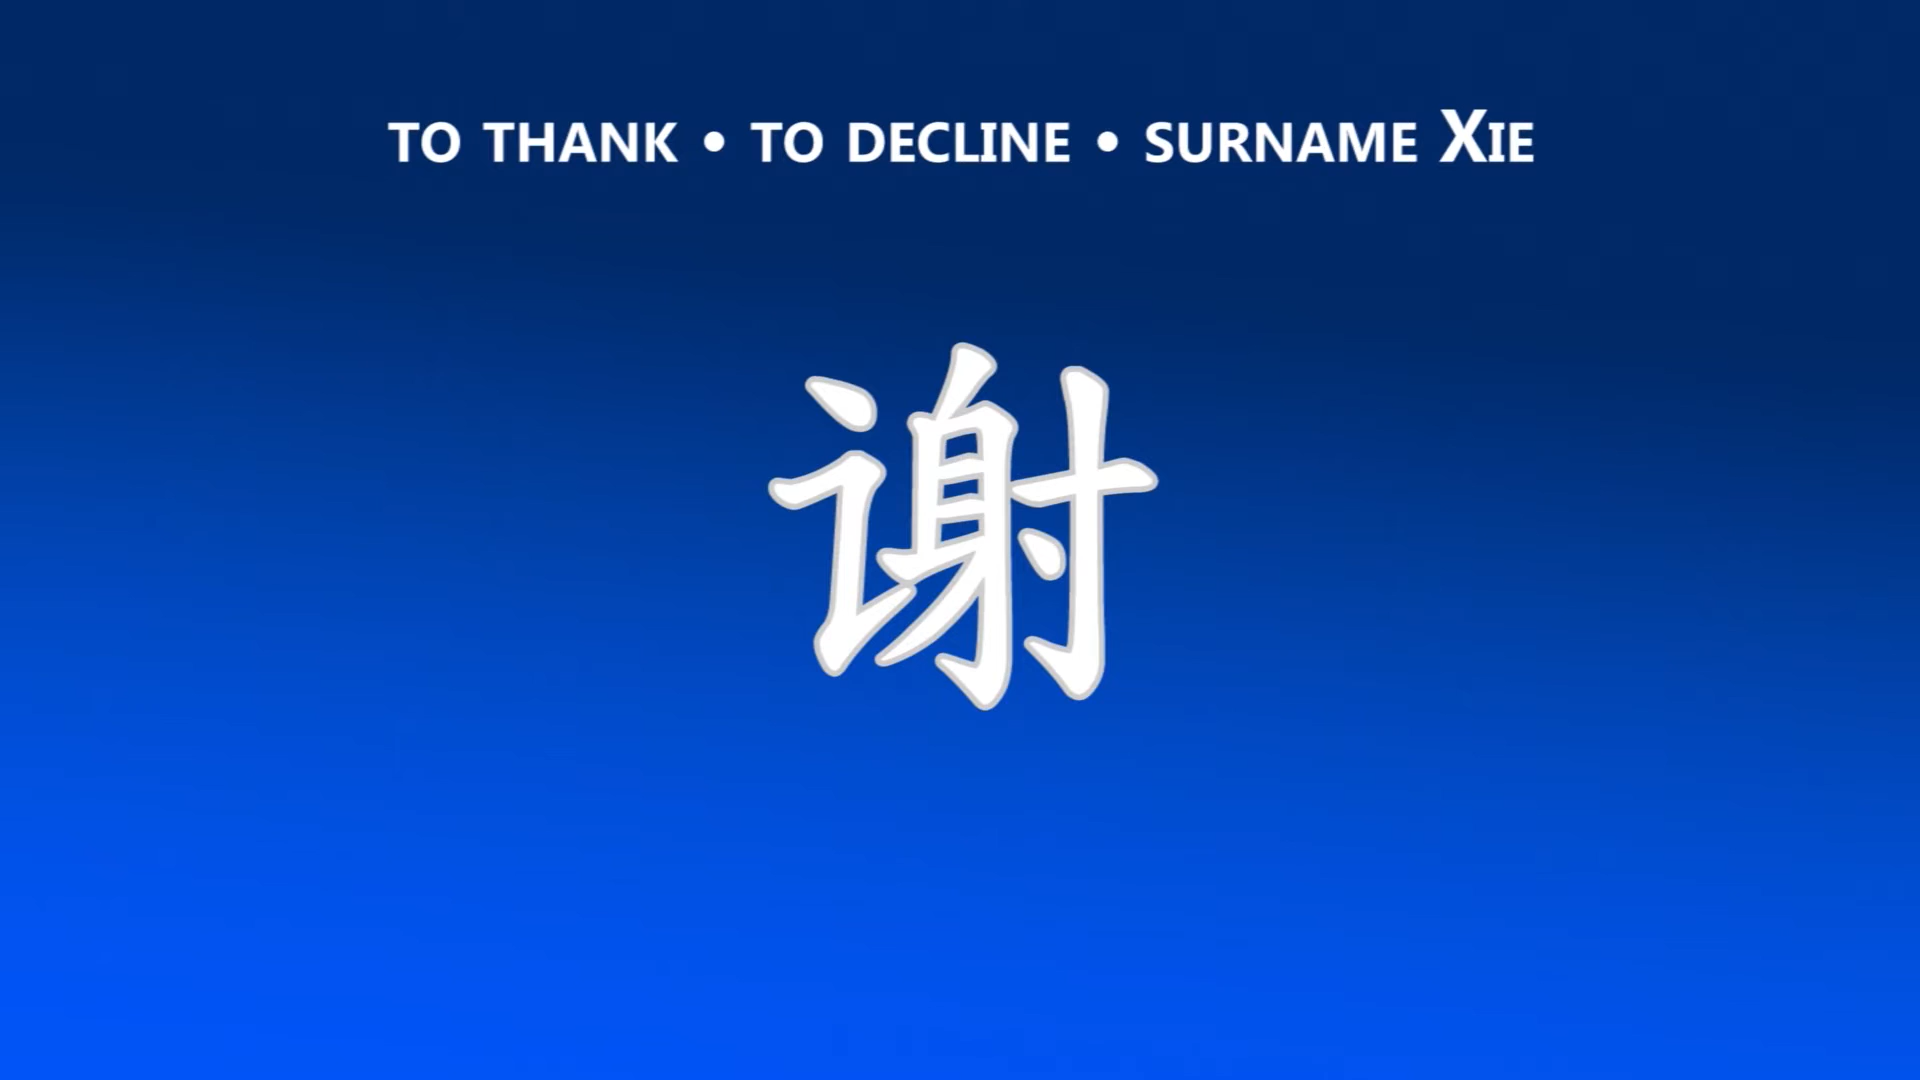 TO THANK • TO DECLINE • SURNAME XIE
谢